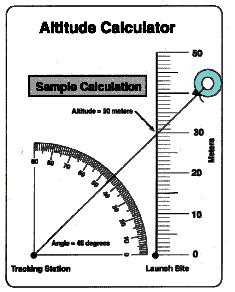 Altitude Calculator
50
Sample Calculation
Altitude = 30 meters
30
Meters
20
10
Angle = 45 degrees
0
Tracking Station
Launch Site